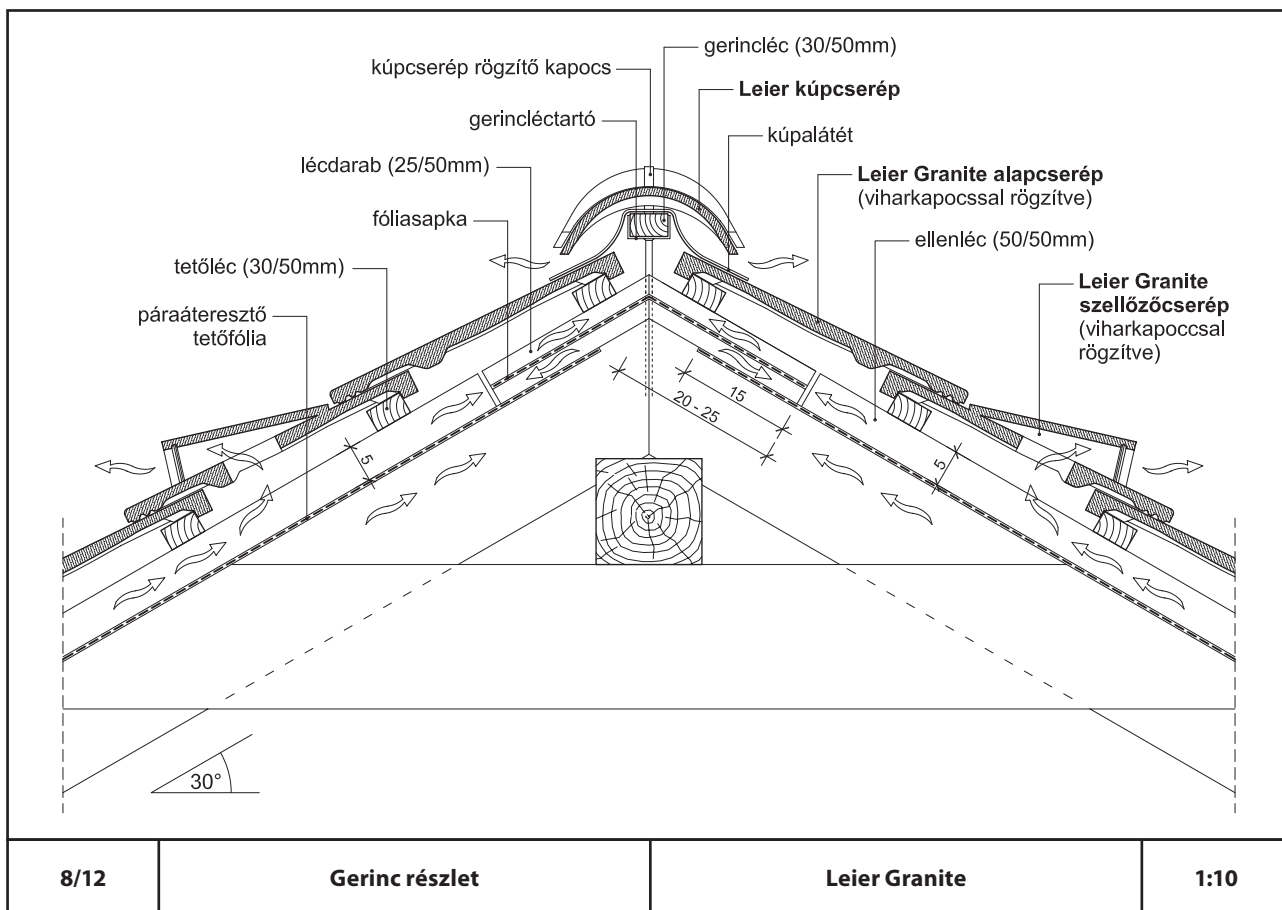 gerincléc (30/50mm)
kúpcserép rögzítő kapocs
Leier kúpcserép
gerincléctartó
kúpalátét
lécdarab (25/50mm)
Leier Granite alapcserép
(viharkapocssal rögzítve)
fóliasapka
ellenléc (50/50mm)
tetőléc (30/50mm)
Leier Granite
szellőzőcserép
(viharkapoccsal
rögzítve)
páraáteresztő
tetőfólia
15
20 - 25
5
5
30°
8/12
Gerinc részlet
Leier Granite
1:10